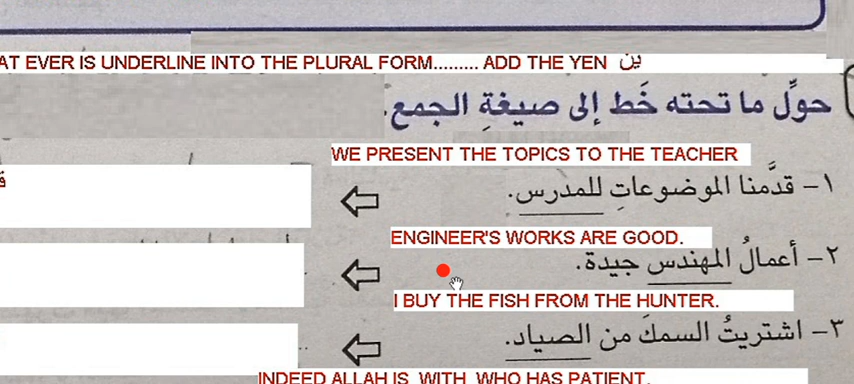 AT EVER IS UNDERLINE INTO THE PLURAL FORM......... ADD THE YEN ين
حوِّل ما تحته خَط إلى صيغةِ الجمع.
WE PRESENT THE TOPICS TO THE TEACHER
١- قدَّمنا الموضوعاتِ للمدرس.
ENGINEER'S WORKS ARE GOOD.
٢- أعمالُ المهندس جيدة.
I BUY THE FISH FROM THE HUNTER.
٣- اشتريتُ السمكَ من الصياد.
INDEED ALLAH IS WITH WHO HAS PATIENT.